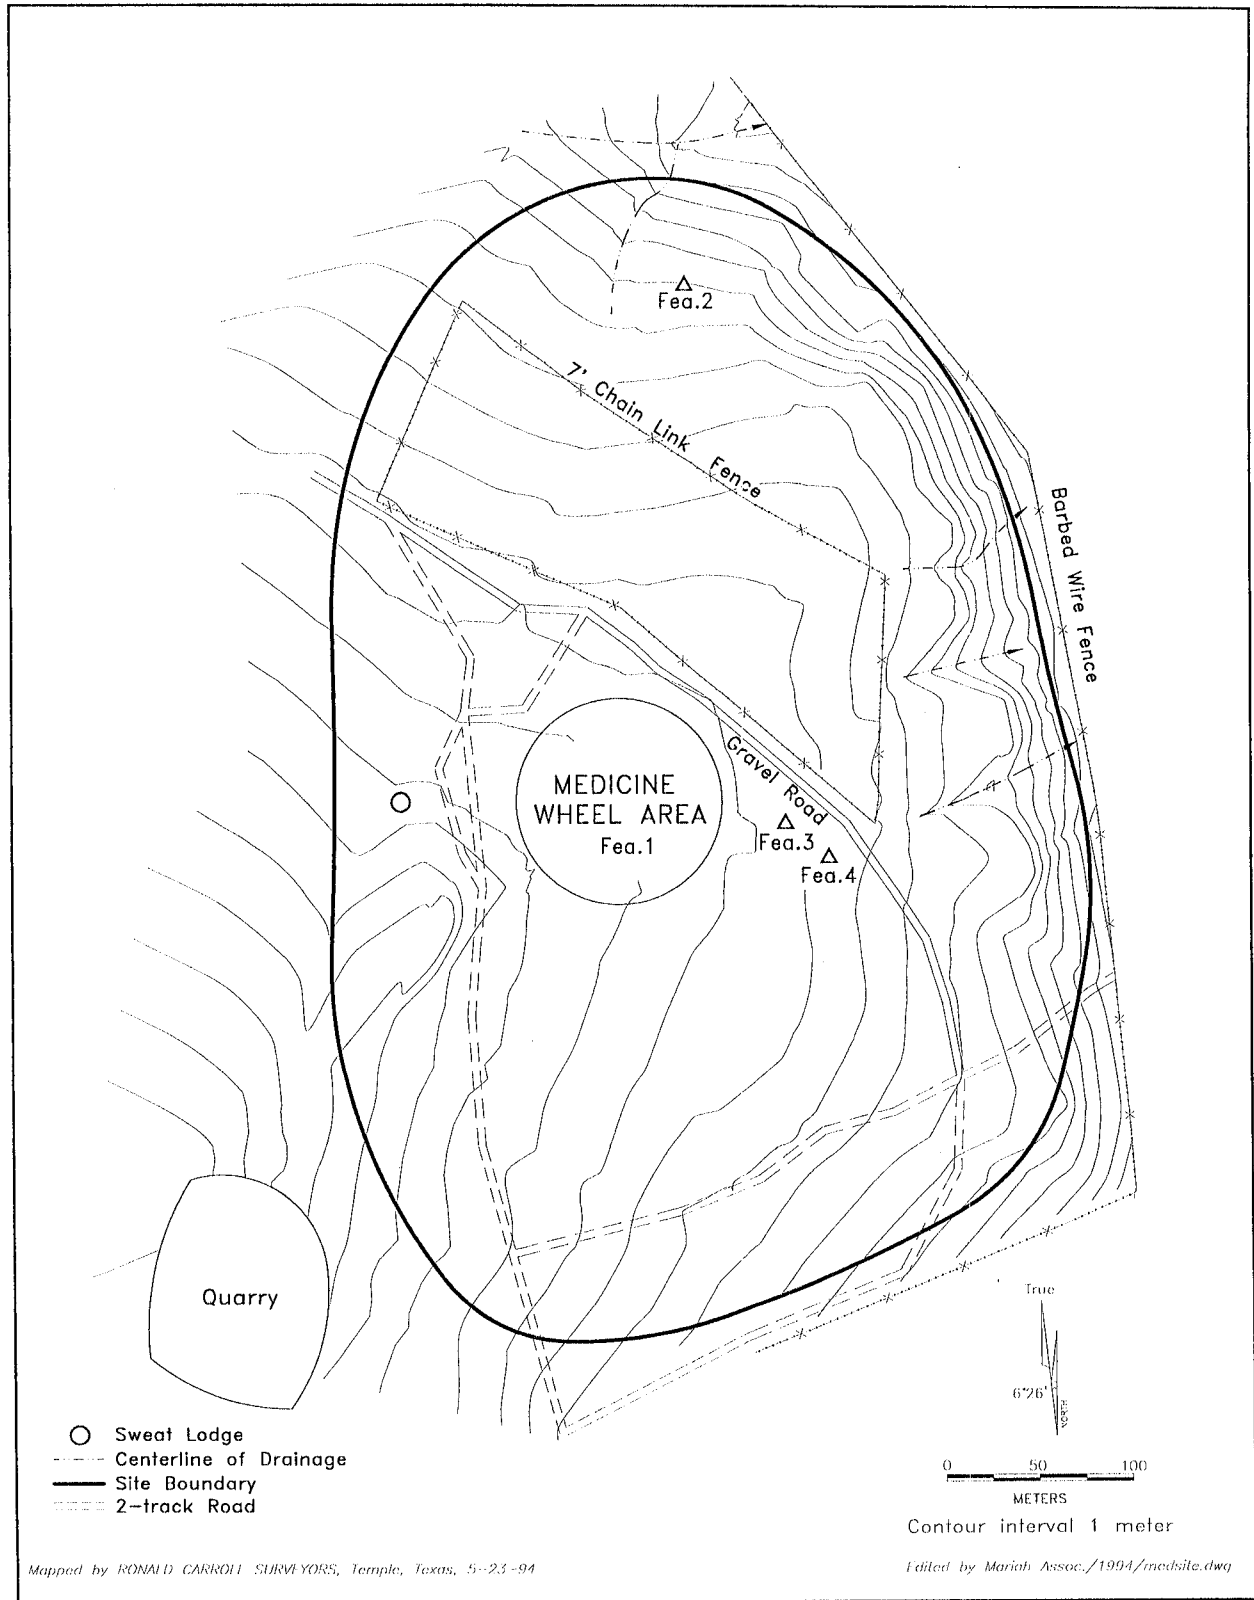 Fea.2
7' Chain Link Fence
Barbed Wire Fence
MEDICINE
WHEEL AREA
Fea.1
Gravel Road
Fea.3
Fea.4
Quarry
True
6°26'
Sweat Lodge
Centerline of Drainage
Site Boundary
2-track Road
0 50 100
METERS
Contour interval 1 meter
Mapped by RONALD CARROLL SURVEYORS, Temple, Texas, 5-23-94
Edited by Mariah Assoc./1994/medsite.dwg